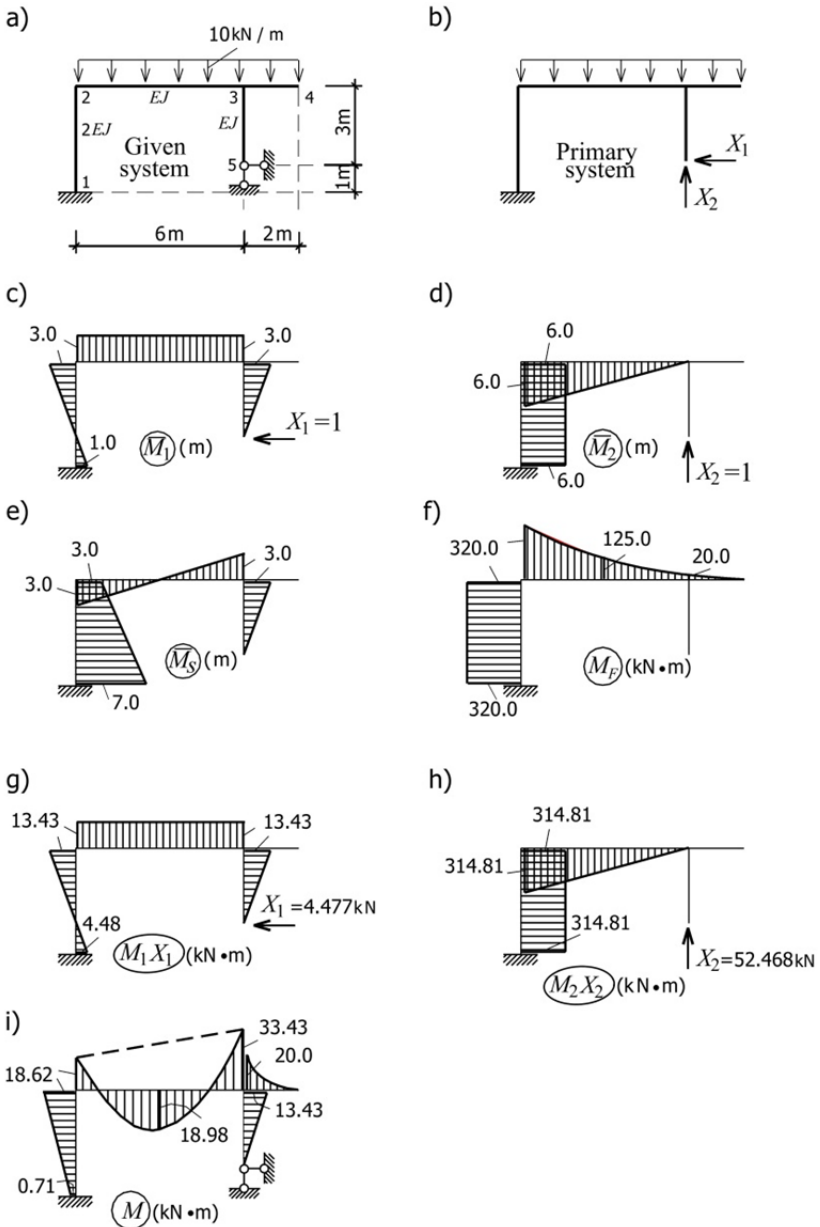 a)
10kN / m
2
EJ
3
4
2EJ
EJ
Given
system
5
1
3m
1m
6m
2m
b)
Primary
system
X1
X2
c)
3.0
3.0
1.0
M̅1 (m)
X1=1
d)
6.0
6.0
6.0
M̅2 (m)
X2=1
e)
3.0
3.0
3.0
7.0
M̅S (m)
f)
320.0
125.0
20.0
320.0
MF (kN•m)
g)
13.43
13.43
4.48
X1=4.477kN
M1X1 (kN•m)
h)
314.81
314.81
314.81
X2=52.468kN
M2X2 (kN•m)
i)
33.43
20.0
18.62
13.43
18.98
0.71
M (kN•m)